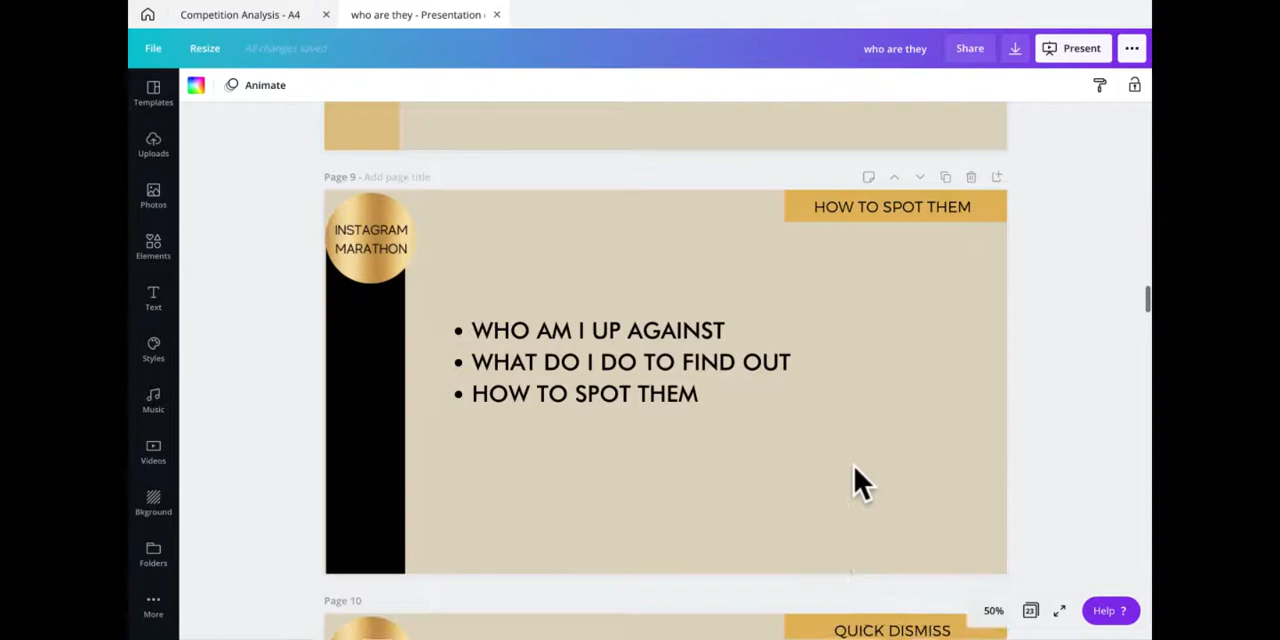 Competition Analysis - A4
who are they - Presentation
File
Resize
All changes saved
who are they
Share
Present
Animate
Templates
Uploads
Photos
Elements
Text
Styles
Music
Videos
Bkground
Folders
More
Page 9 - Add page title
HOW TO SPOT THEM
INSTAGRAM
MARATHON
• WHO AM I UP AGAINST
• WHAT DO I DO TO FIND OUT
• HOW TO SPOT THEM
Page 10
50%
23
Help ?
QUICK DISMISS